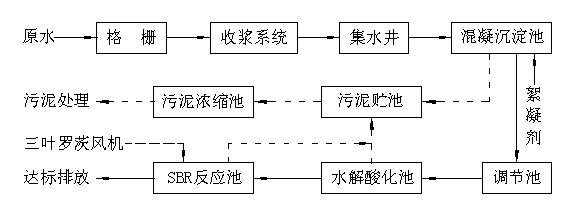 原水 格 栅 收浆系统 集水井 混凝沉淀池
污泥处理 污泥浓缩池 污泥贮池 絮凝剂
三叶罗茨风机
达标排放 SBR反应池 水解酸化池 调节池